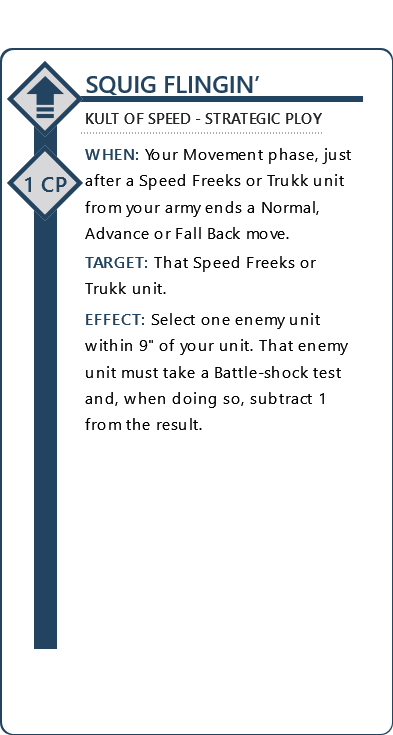 SQUIG FLINGIN’
KULT OF SPEED - STRATEGIC PLOY
1 CP
WHEN: Your Movement phase, just
after a Speed Freeks or Trukk unit
from your army ends a Normal,
Advance or Fall Back move.
TARGET: That Speed Freeks or
Trukk unit.
EFFECT: Select one enemy unit
within 9" of your unit. That enemy
unit must take a Battle-shock test
and, when doing so, subtract 1
from the result.